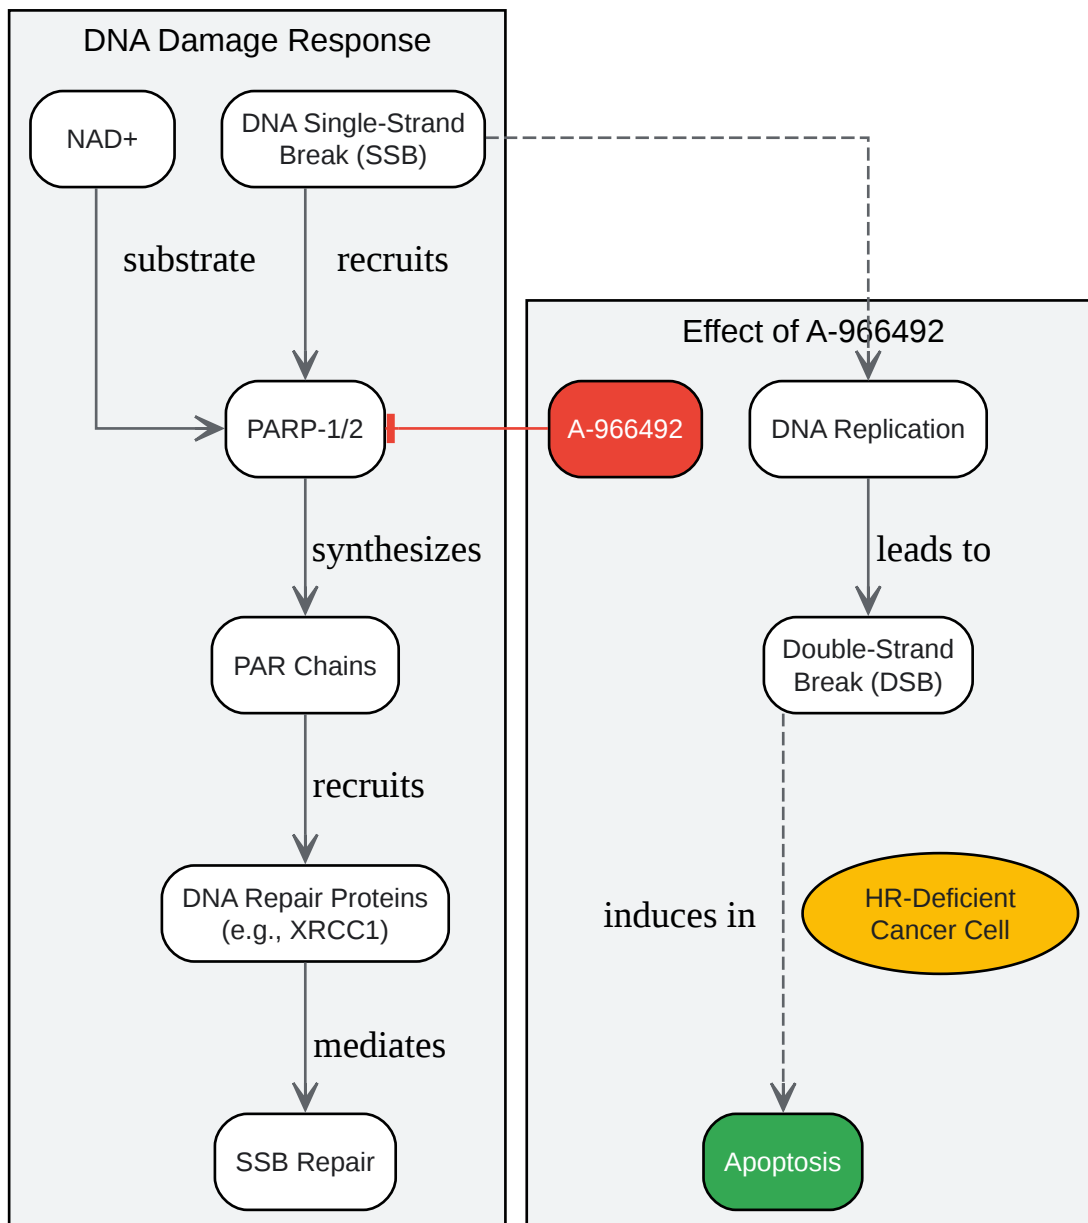 DNA Damage Response
NAD+
DNA Single-Strand
Break (SSB)
substrate
recruits
PARP-1/2
synthesizes
PAR Chains
recruits
DNA Repair Proteins
(e.g., XRCC1)
mediates
SSB Repair
Effect of A-966492
A-966492
DNA Replication
leads to
Double-Strand
Break (DSB)
induces in
HR-Deficient
Cancer Cell
Apoptosis